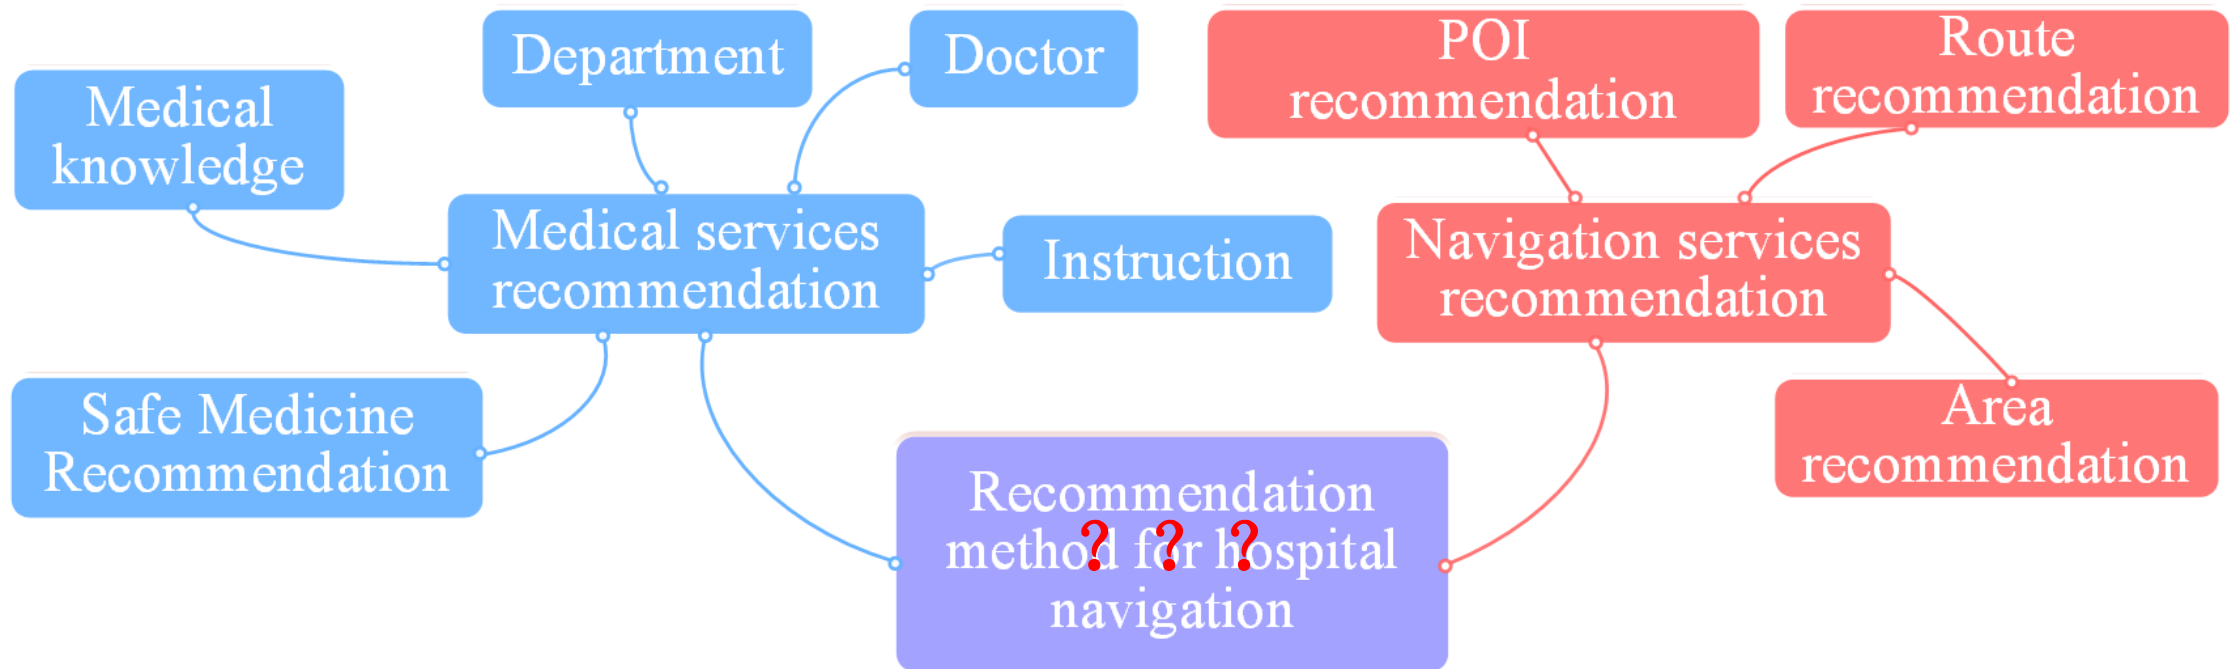 Department
Doctor
POI
recommendation
Route
recommendation
Medical
knowledge
Medical services
recommendation
Instruction
Navigation services
recommendation
Safe Medicine
Recommendation
Area
recommendation
Recommendation
method for hospital
navigation
? ? ?